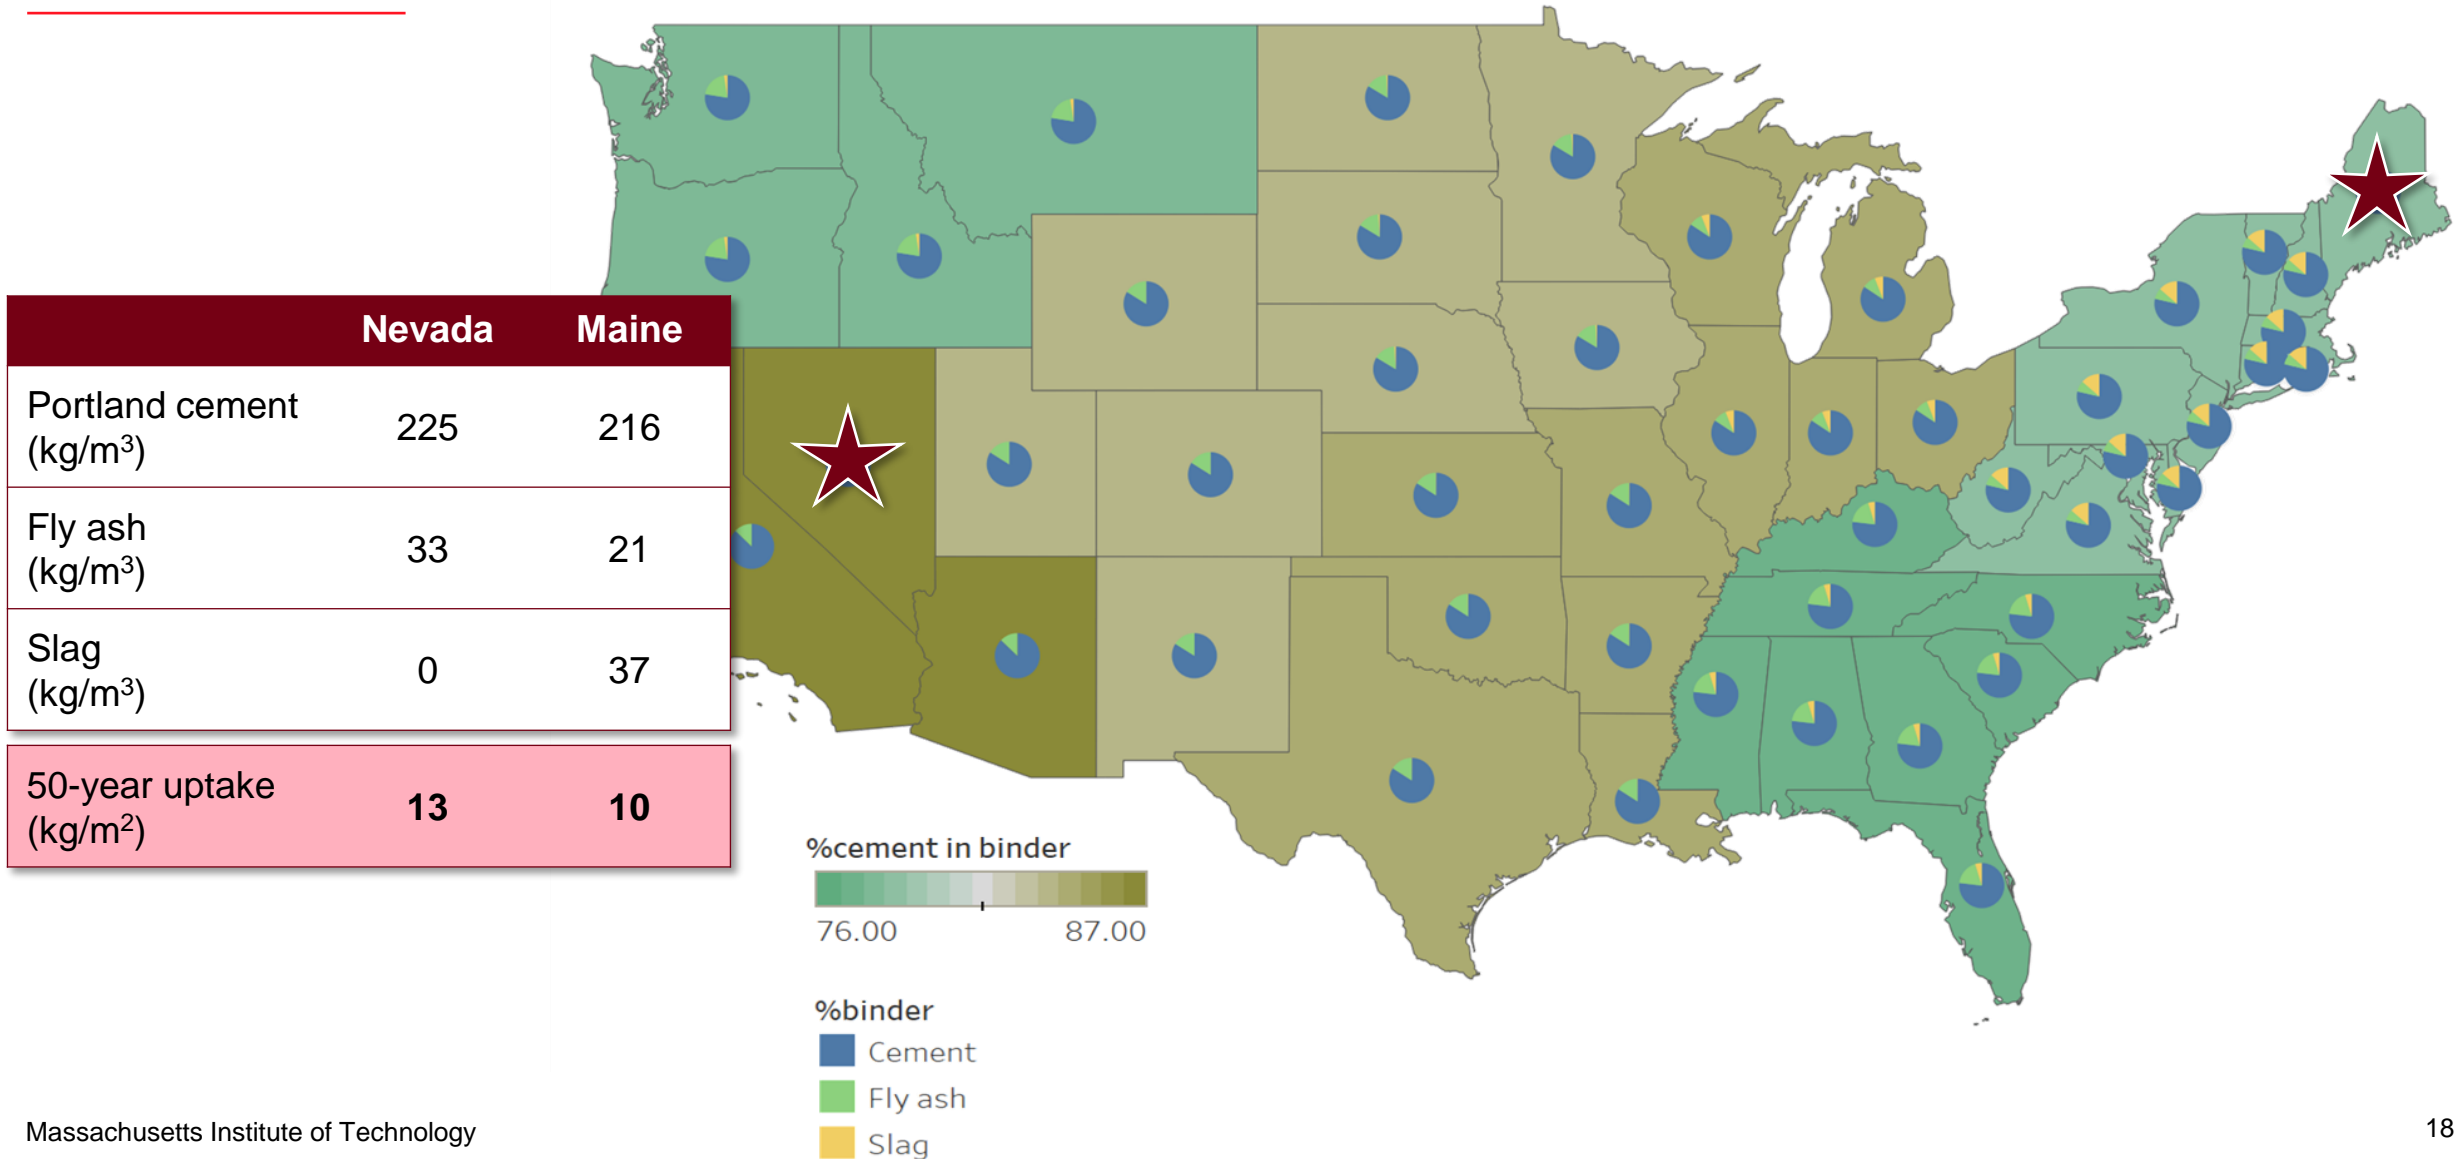 Nevada Maine
Portland cement
(kg/m³) 225 216
Fly ash
(kg/m³) 33 21
Slag
(kg/m³) 0 37
50-year uptake
(kg/m²) 13 10
%cement in binder
76.00 87.00
%binder
Cement
Fly ash
Slag
Massachusetts Institute of Technology
18